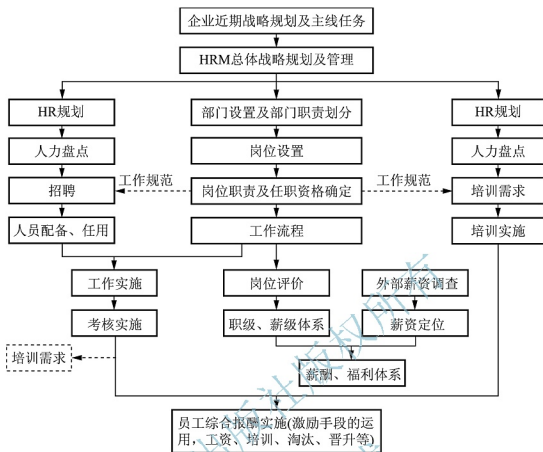 企业近期战略规划及主线任务
HRM总体战略规划及管理
HR规划
部门设置及部门职责划分
HR规划
人力盘点
岗位设置
人力盘点
工作规范
工作规范
招聘
岗位职责及任职资格确定
培训需求
人员配备、任用
工作流程
培训实施
工作实施
岗位评价
外部薪资调查
考核实施
职级、薪级体系
薪资定位
培训需求
薪酬、福利体系
员工综合报酬实施(激励手段的运
用，工资、培训、淘汰、晋升等)
出版社版权所有